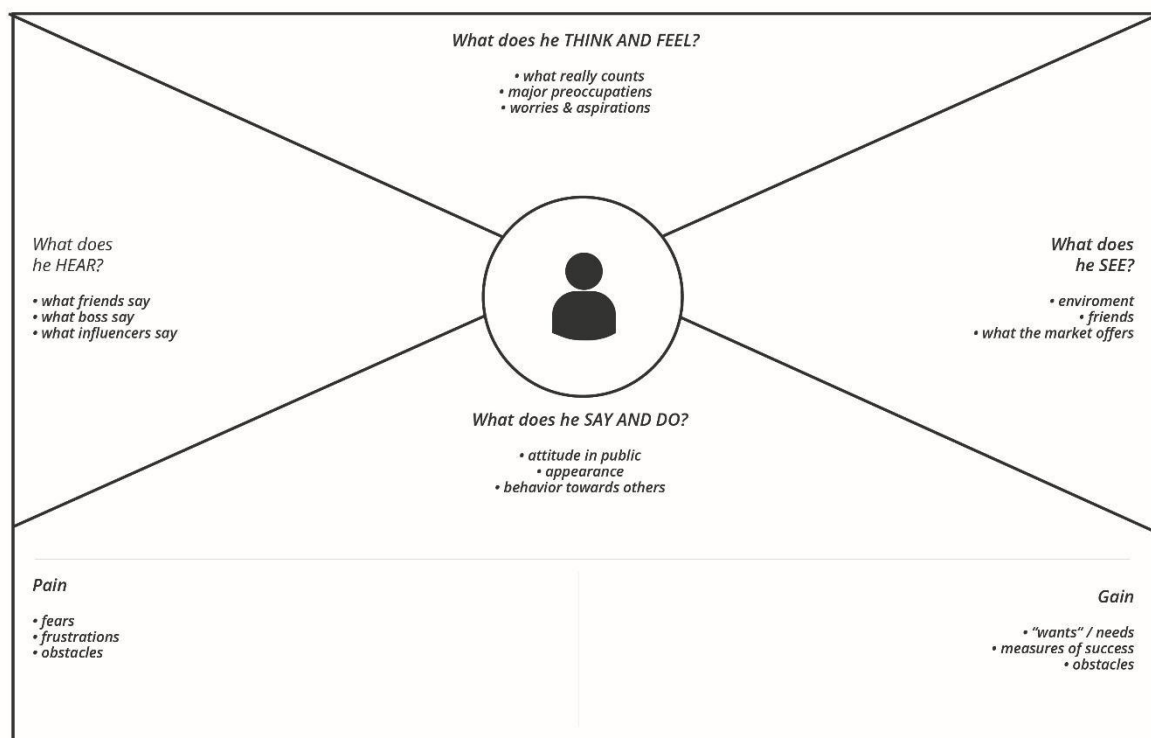 What does he THINK AND FEEL?
• what really counts
• major preoccupatiens
• worries & aspirations
What does
he HEAR?
• what friends say
• what boss say
• what influencers say
What does
he SEE?
• enviroment
• friends
• what the market offers
What does he SAY AND DO?
• attitude in public
• appearance
• behavior towards others
Pain
• fears
• frustrations
• obstacles
Gain
• “wants” / needs
• measures of success
• obstacles